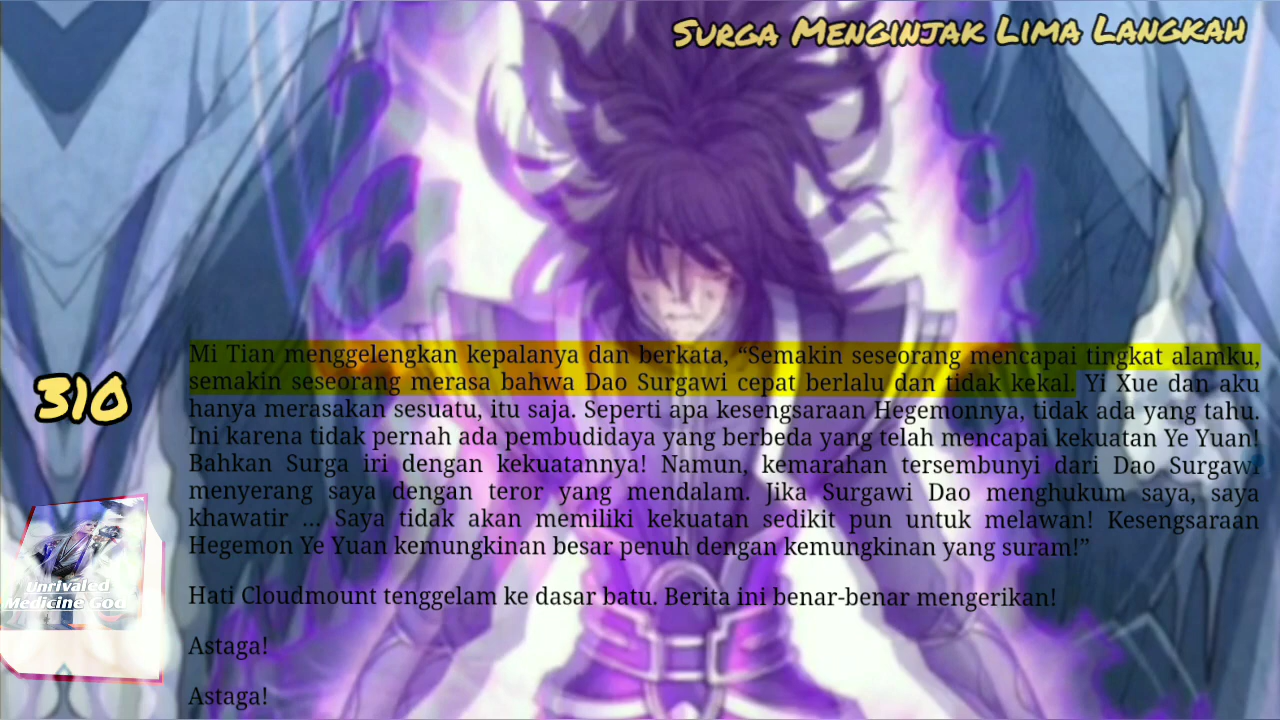 Surga Menginjak Lima Langkah
Mi Tian menggelengkan kepalanya dan berkata, “Semakin seseorang mencapai tingkat alamku,
semakin seseorang merasa bahwa Dao Surgawi cepat berlalu dan tidak kekal. Yi Xue dan aku
hanya merasakan sesuatu, itu saja. Seperti apa kesengsaraan Hegemonnya, tidak ada yang tahu.
Ini karena tidak pernah ada pembudidaya yang berbeda yang telah mencapai kekuatan Ye Yuan!
Bahkan Surga iri dengan kekuatannya! Namun, kemarahan tersembunyi dari Dao Surgawi
menyerang saya dengan teror yang mendalam. Jika Surgawi Dao menghukum saya, saya
khawatir ... Saya tidak akan memiliki kekuatan sedikit pun untuk melawan! Kesengsaraan
Hegemon Ye Yuan kemungkinan besar penuh dengan kemungkinan yang suram!”
Hati Cloudmount tenggelam ke dasar batu. Berita ini benar-benar mengerikan!
Astaga!
Astaga!
310
Unrivaled
Medicine God